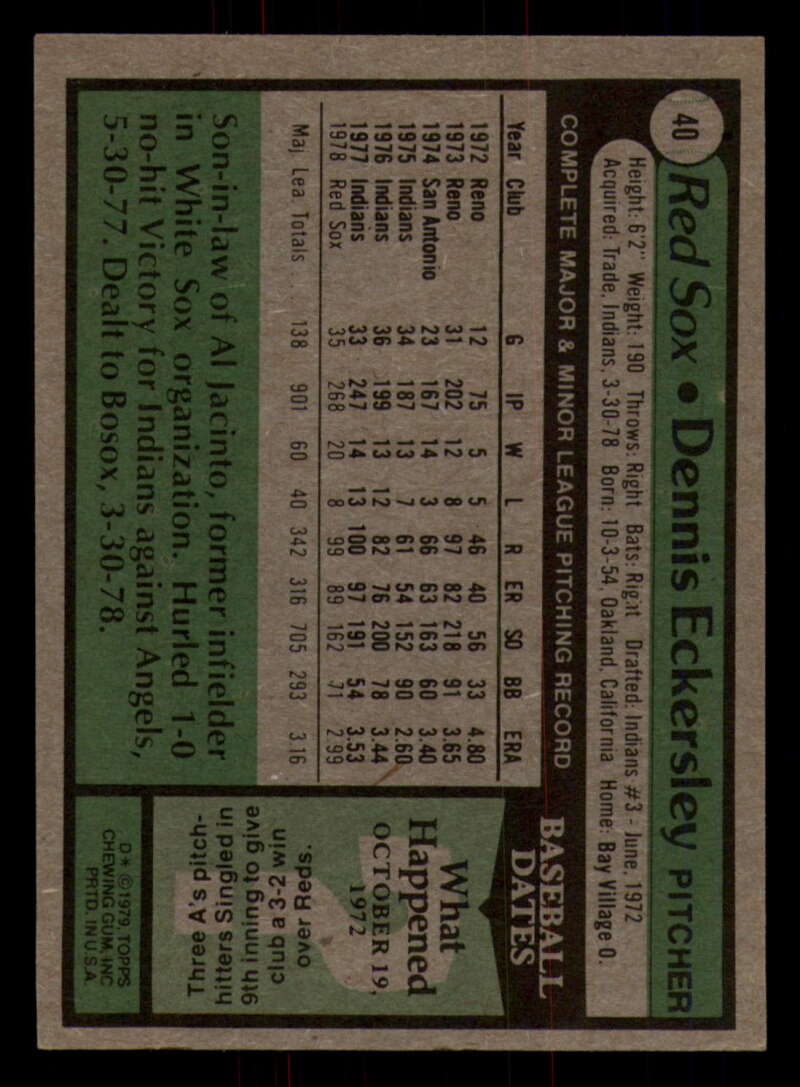 40
Red Sox • Dennis Eckersley PITCHER
Height: 6'2" Weight: 190 Throws: Right Bats: Rig.it Drafted: Indians #3 - June, 1972
Acquired: Trade, Indians, 3-30-78 Born: 10-3-54, Oakland, California Home: Bay Village O.
COMPLETE MAJOR & MINOR LEAGUE PITCHING RECORD
Year Club G IP W L R ER SO BB ERA
1972 Reno 12 75 5 5 46 40 56 33 4.80
1973 Reno 31 202 12 8 97 82 218 91 3.65
1974 San Antonio 23 167 14 3 66 63 163 60 3.40
1975 Indians 34 187 13 7 61 54 152 90 2.60
1976 Indians 36 199 13 12 82 76 200 78 3.44
1977 Indians 33 247 14 13 100 97 191 54 3.53
1978 Red Sox 35 268 20 8 99 89 162 71 2.99
Maj Lea. Totals 138 901 60 40 342 316 705 293 3.16
Son-in-law of Al Jacinto, former infielder
in White Sox organization. Hurled 1-0
no-hit Victory for Indians against Angels,
5-30-77. Dealt to Bosox, 3-30-78.
BASEBALL
DATES
What
Happened
OCTOBER 19,
1972
Three A's pitch-
hitters Singled in
9th inning to give
club a 3-2 win
over Reds.
D* ©1979, TOPPS
CHEWING GUM, INC
PRTD. IN U.S.A.